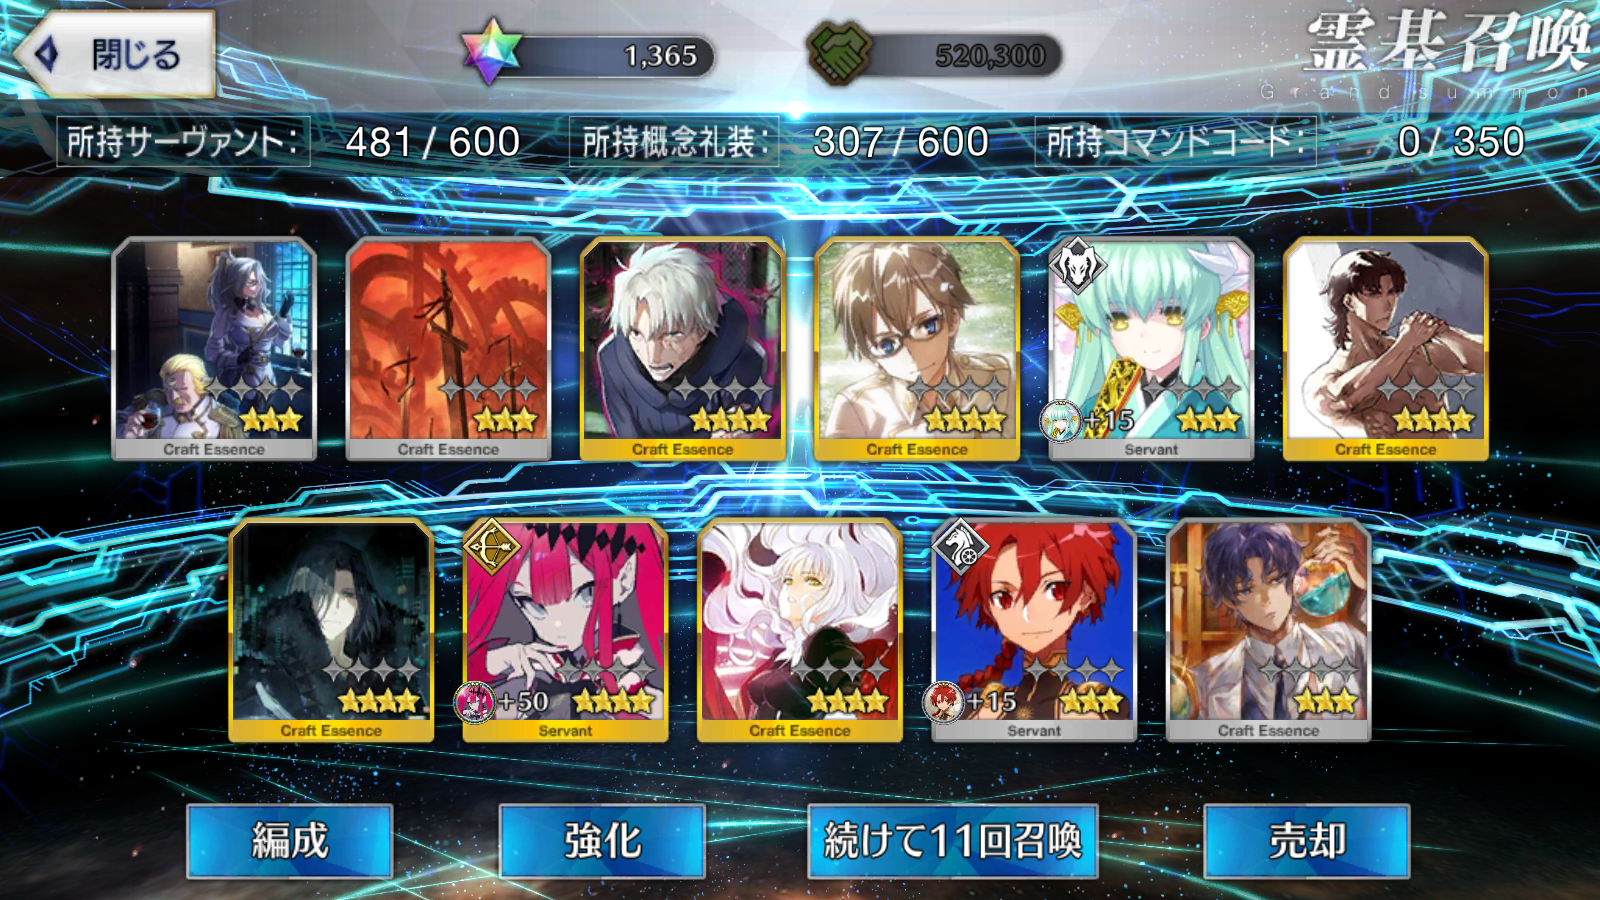 閉じる
1,365
520,300
霊基召喚
Grand summon
所持サーヴァント: 481 / 600
所持概念礼装: 307 / 600
所持コマンドコード: 0 / 350
+15
Craft Essence
Craft Essence
Craft Essence
Craft Essence
Servant
Craft Essence
+50
+15
Craft Essence
Servant
Craft Essence
Servant
Craft Essence
編成
強化
続けて11回召喚
売却